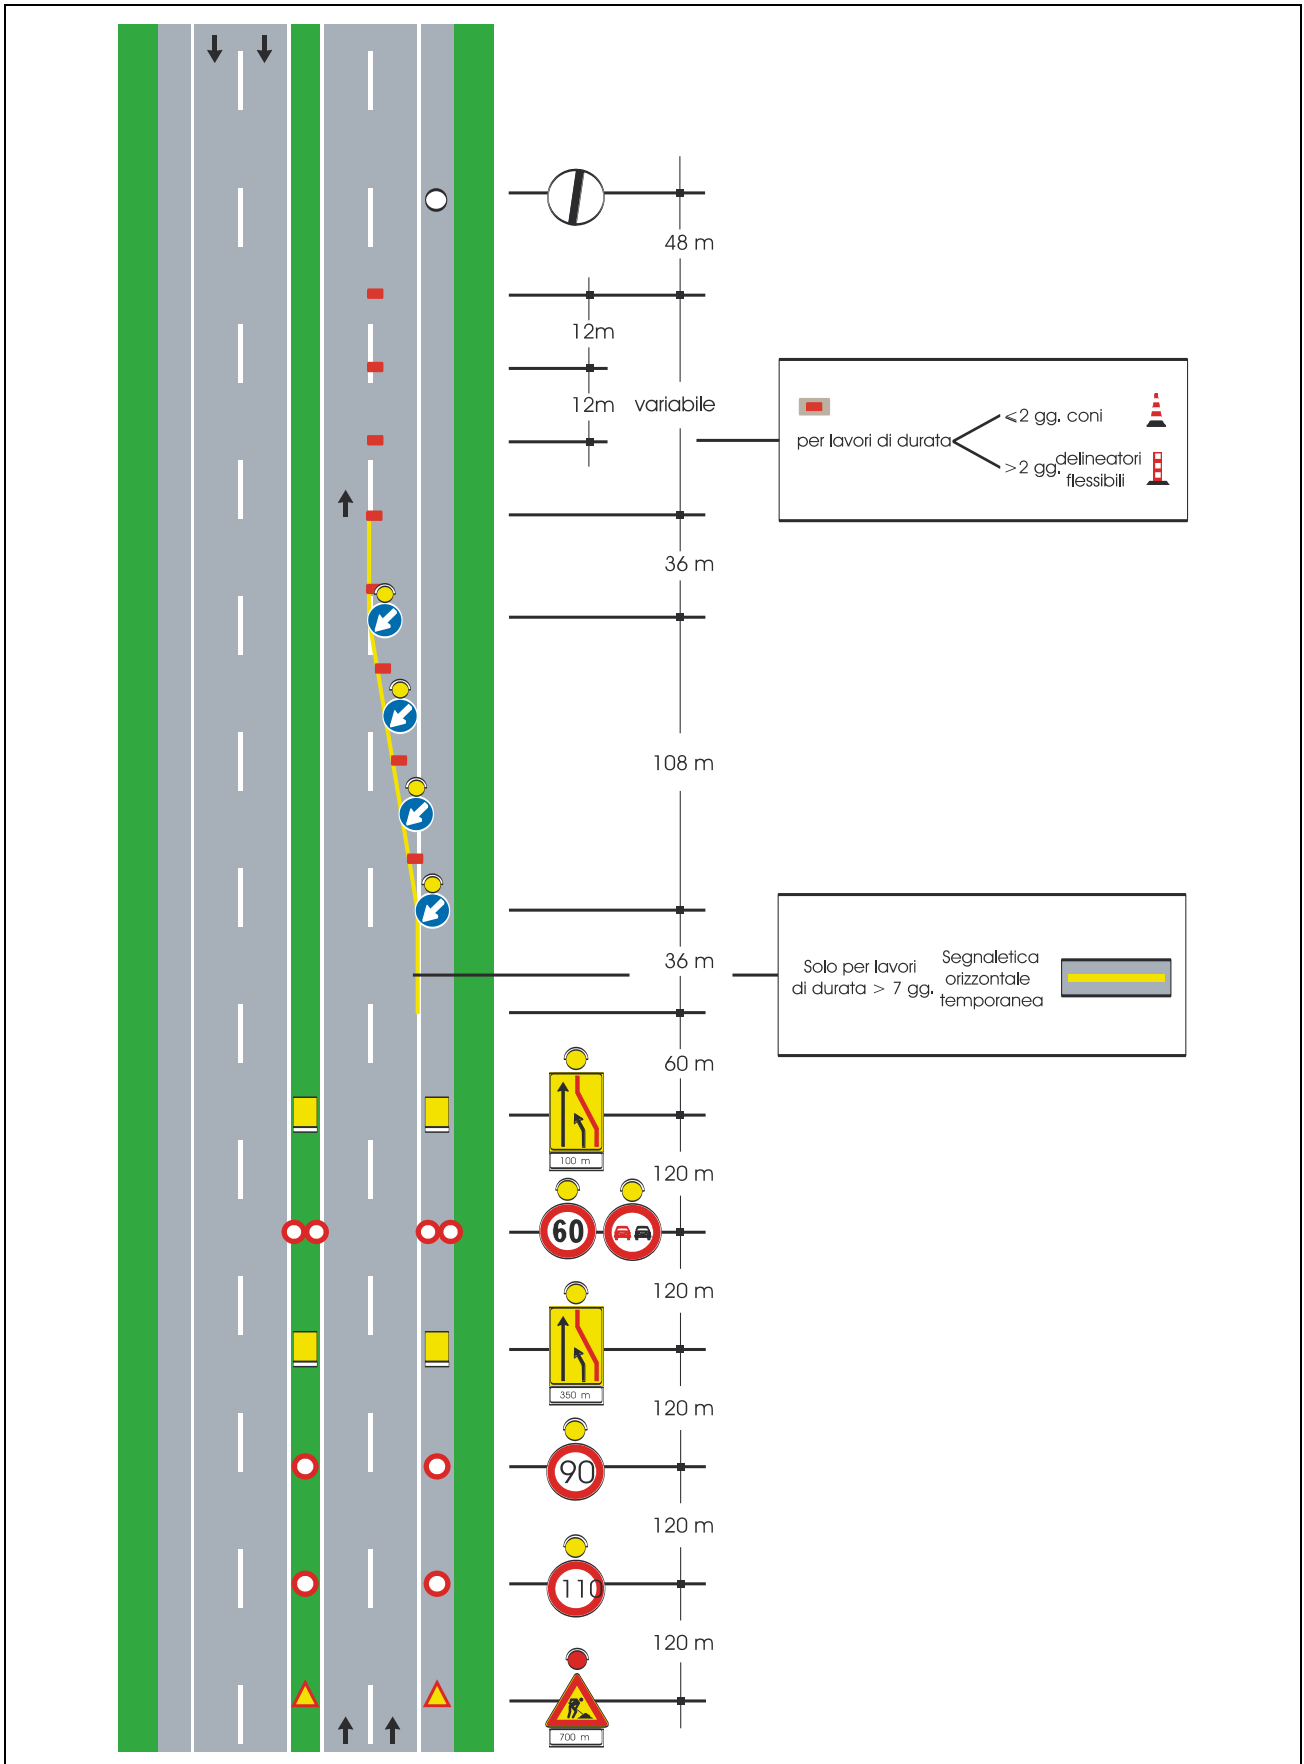 48 m
12m
12m
variabile
<2 gg. coni
per lavori di durata
>2 gg. delineatori
flessibili
36 m
108 m
36 m
Solo per lavori
di durata > 7 gg.
Segnaletica
orizzontale
temporanea
60 m
100 m
120 m
60
120 m
350 m
120 m
90
120 m
110
120 m
700 m